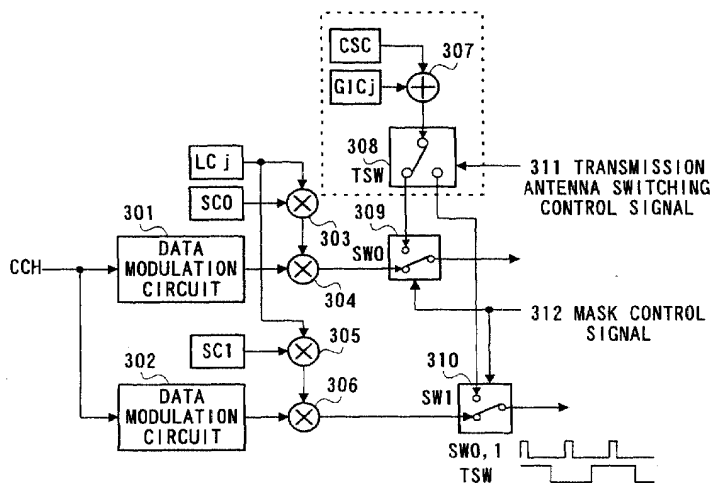 CSC
307
GICj
308
TSW
311 TRANSMISSION
ANTENNA SWITCHING
CONTROL SIGNAL
LCj
SC0
303
309
SW0
301
DATA
MODULATION
CIRCUIT
CCH
304
312 MASK CONTROL
SIGNAL
SC1
305
302
DATA
MODULATION
CIRCUIT
306
310
SW1
SW0,1
TSW